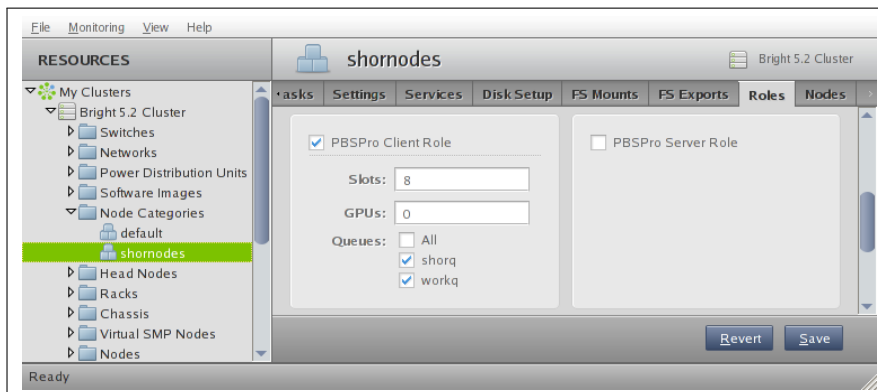 File Monitoring View Help
RESOURCES
My Clusters
Bright 5.2 Cluster
Switches
Networks
Power Distribution Units
Software Images
Node Categories
default
shornodes
Head Nodes
Racks
Chassis
Virtual SMP Nodes
Nodes
shornodes
Bright 5.2 Cluster
asks Settings Services Disk Setup FS Mounts FS Exports Roles Nodes
PBSPro Client Role
Slots: 8
GPUs: 0
Queues: All
shorq
workq
PBSPro Server Role
Revert Save
Ready